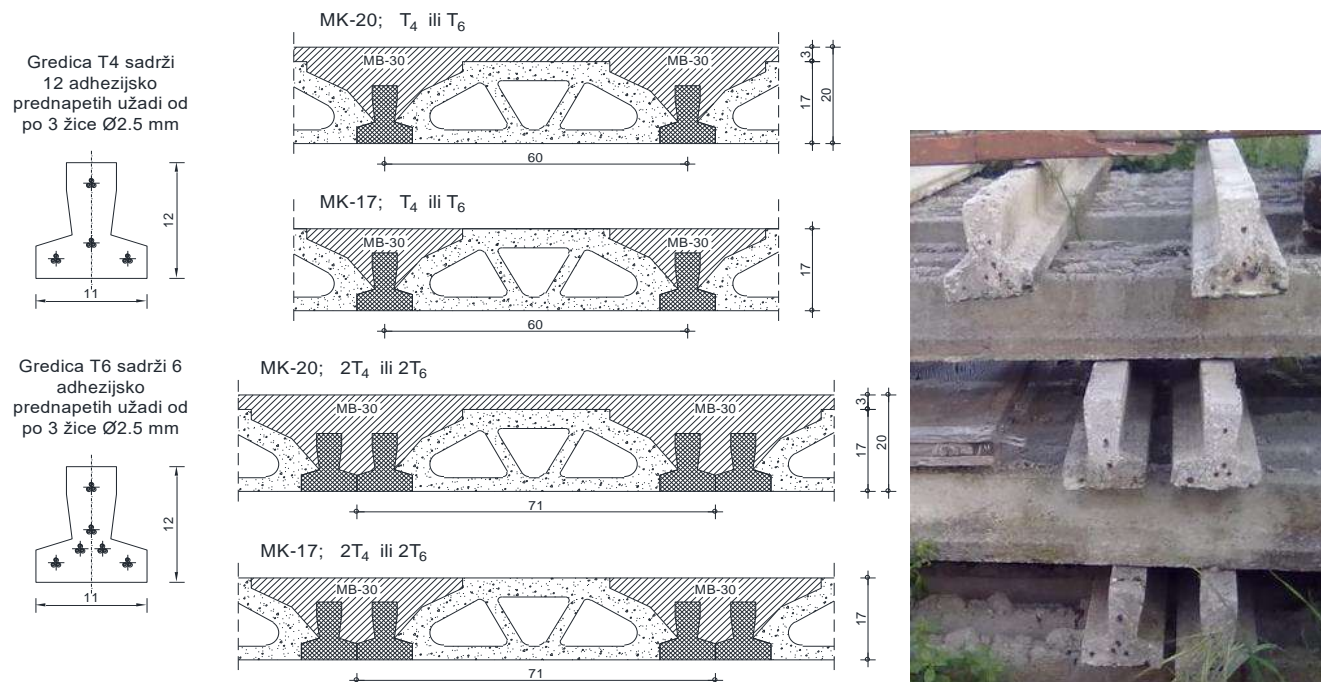 Gredica T4 sadrži
12 adhezijsko
prednapetih užadi od
po 3 žice Ø2.5 mm
12
11
Gredica T6 sadrži 6
adhezijsko
prednapetih užadi od
po 3 žice Ø2.5 mm
12
11
MK-20; T4 ili T6
MB-30
MB-30
3
17
20
60
MK-17; T4 ili T6
MB-30
MB-30
17
60
MK-20; 2T4 ili 2T6
MB-30
MB-30
3
17
20
71
MK-17; 2T4 ili 2T6
MB-30
MB-30
17
71